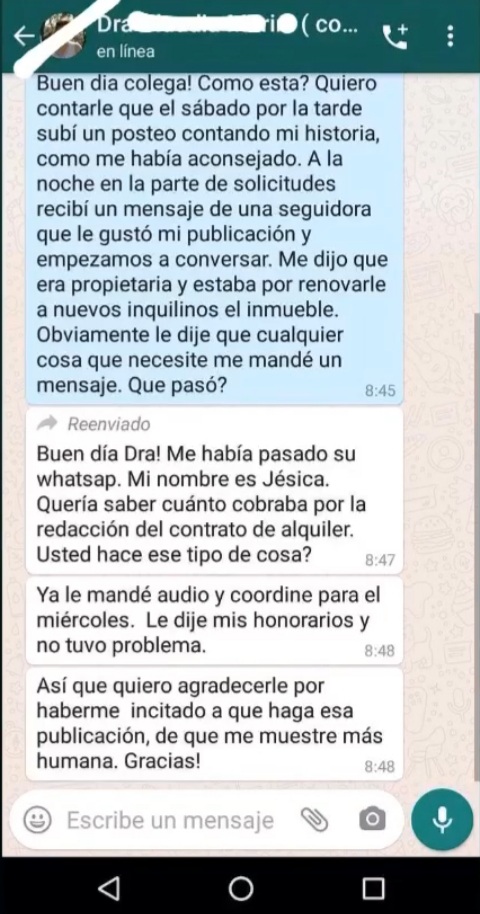 Dra
( co...
en línea
Buen dia colega! Como esta? Quiero
contarle que el sábado por la tarde
subí un posteo contando mi historia,
como me había aconsejado. A la
noche en la parte de solicitudes
recibí un mensaje de una seguidora
que le gustó mi publicación y
empezamos a conversar. Me dijo que
era propietaria y estaba por renovarle
a nuevos inquilinos el inmueble.
Obviamente le dije que cualquier
cosa que necesite me mandé un
mensaje. Que pasó?
8:45
Reenviado
Buen día Dra! Me había pasado su
whatsap. Mi nombre es Jésica.
Quería saber cuánto cobraba por la
redacción del contrato de alquiler.
Usted hace ese tipo de cosa?
8:47
Ya le mandé audio y coordine para el
miércoles. Le dije mis honorarios y
no tuvo problema.
8:48
Así que quiero agradecerle por
haberme incitado a que haga esa
publicación, de que me muestre más
humana. Gracias!
8:48
Escribe un mensaje